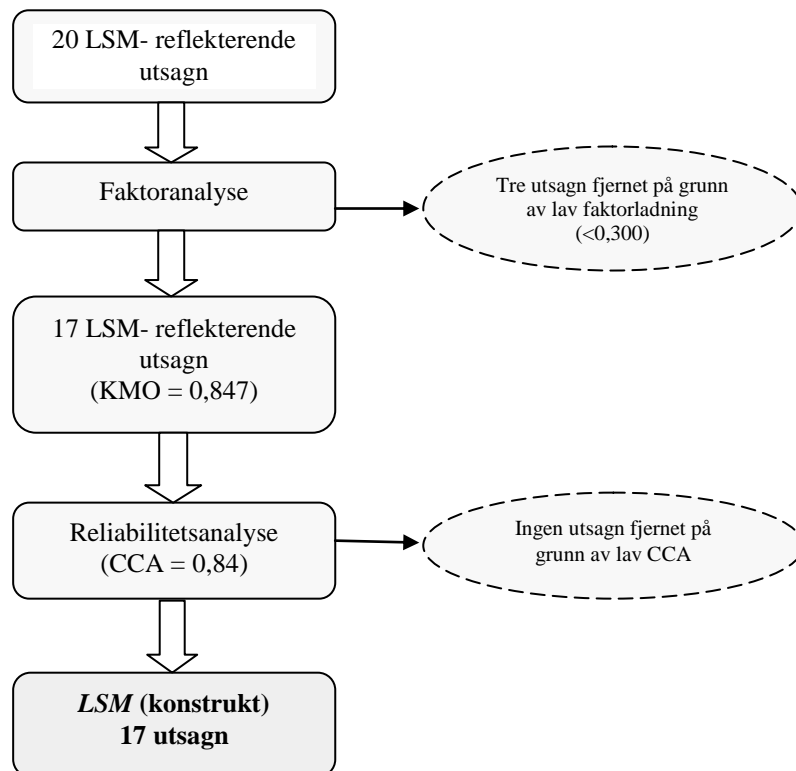 20 LSM- reflekterende
utsagn
Faktoranalyse
Tre utsagn fjernet på grunn
av lav faktorladning
(<0,300)
17 LSM- reflekterende
utsagn
(KMO = 0,847)
Reliabilitetsanalyse
(CCA = 0,84)
Ingen utsagn fjernet på
grunn av lav CCA
LSM (konstrukt)
17 utsagn